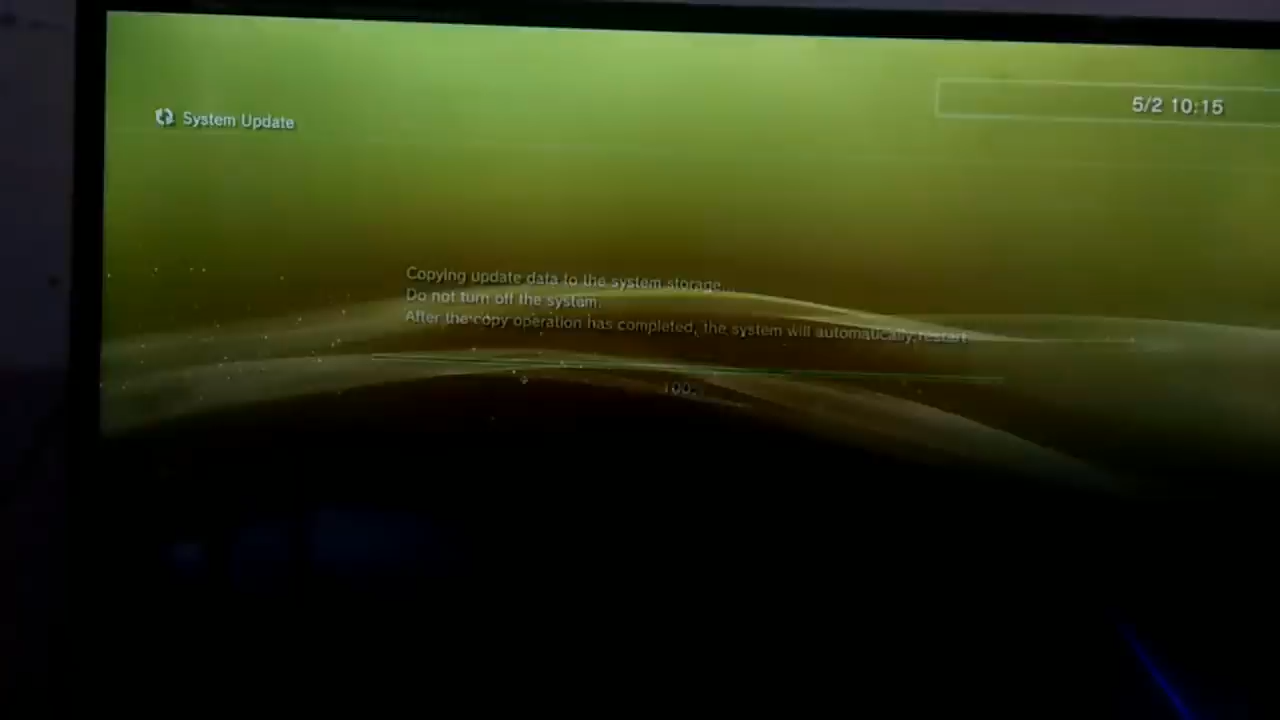 System Update
5/2 10:15
Copying update data to the system storage...
Do not turn off the system.
After the copy operation has completed, the system will automatically restart.
100%